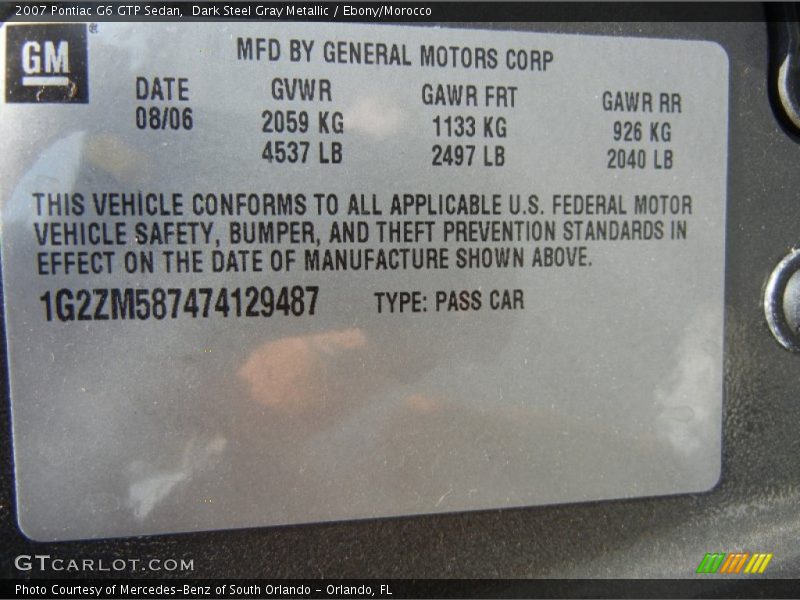 2007 Pontiac G6 GTP Sedan, Dark Steel Gray Metallic / Ebony/Morocco
GM ®
MFD BY GENERAL MOTORS CORP
DATE GVWR GAWR FRT GAWR RR
08/06 2059 KG 1133 KG 926 KG
4537 LB 2497 LB 2040 LB
THIS VEHICLE CONFORMS TO ALL APPLICABLE U.S. FEDERAL MOTOR
VEHICLE SAFETY, BUMPER, AND THEFT PREVENTION STANDARDS IN
EFFECT ON THE DATE OF MANUFACTURE SHOWN ABOVE.
1G2ZM587474129487 TYPE: PASS CAR
GTCARLOT.COM
Photo Courtesy of Mercedes-Benz of South Orlando - Orlando, FL